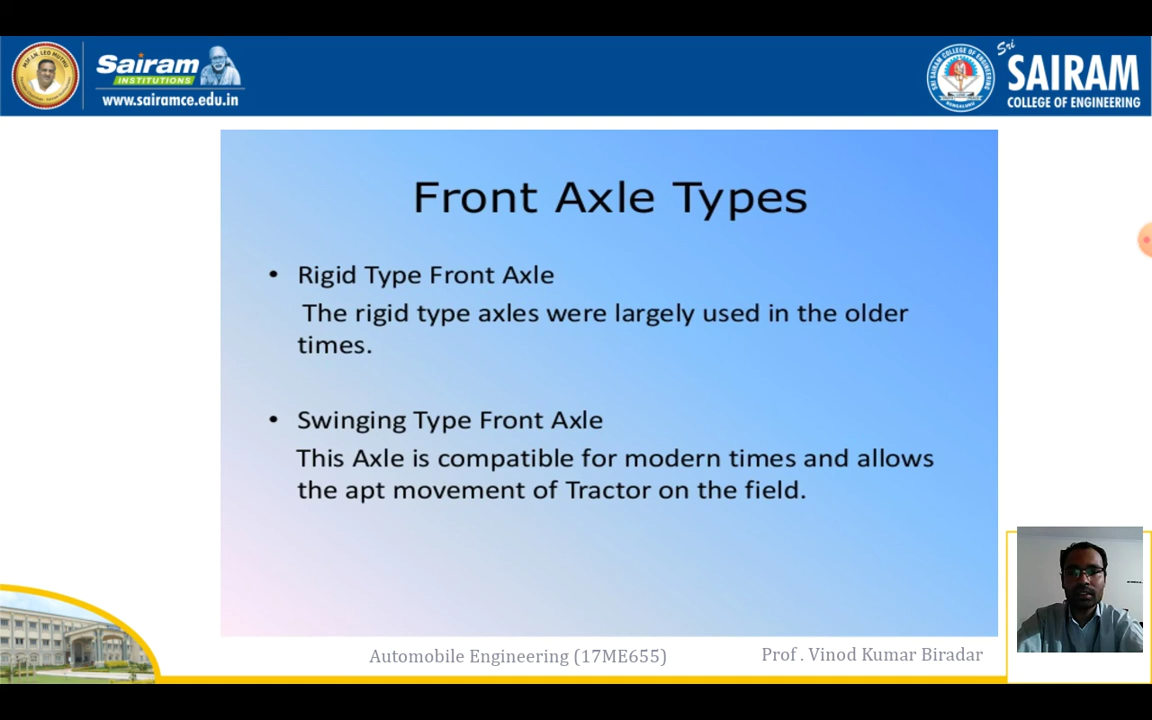 Sairam
INSTITUTIONS
www.sairamce.edu.in
Sri
SAIRAM
COLLEGE OF ENGINEERING
Front Axle Types
• Rigid Type Front Axle
The rigid type axles were largely used in the older
times.
• Swinging Type Front Axle
This Axle is compatible for modern times and allows
the apt movement of Tractor on the field.
Automobile Engineering (17ME655)
Prof . Vinod Kumar Biradar